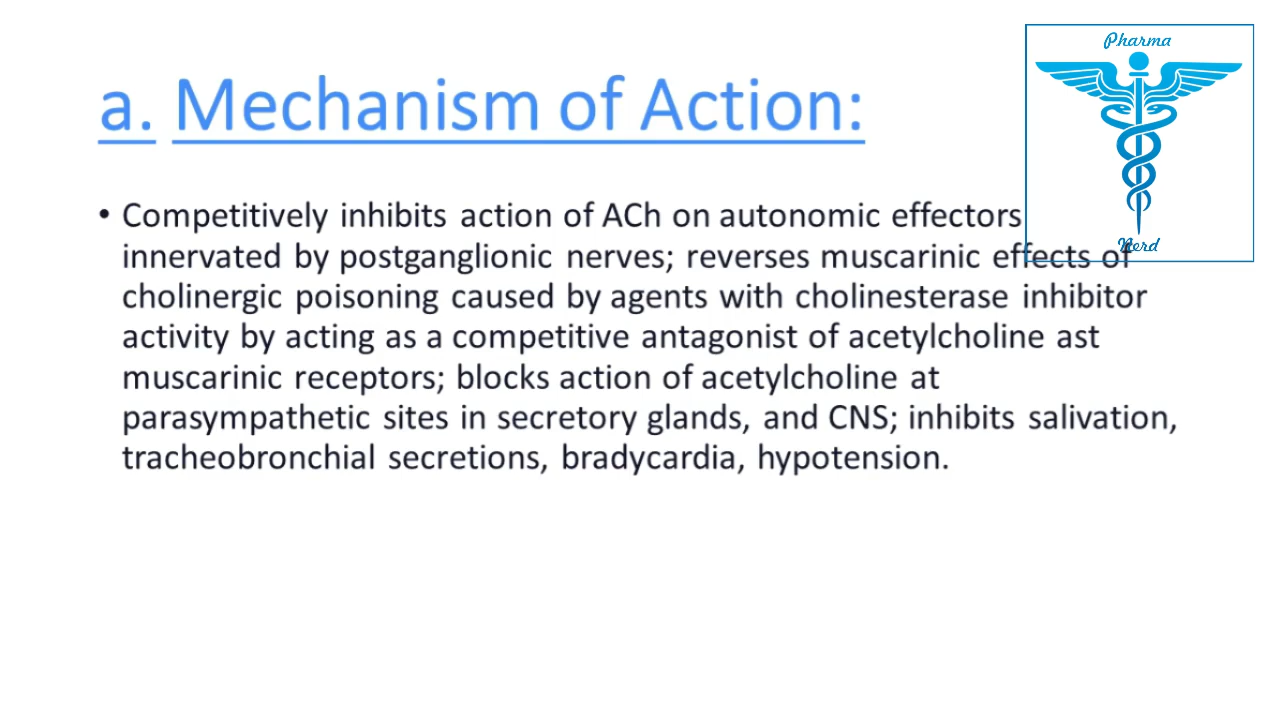 a. Mechanism of Action:
Pharma
• Competitively inhibits action of ACh on autonomic effectors
innervated by postganglionic nerves; reverses muscarinic effects of
Nerd
cholinergic poisoning caused by agents with cholinesterase inhibitor
activity by acting as a competitive antagonist of acetylcholine ast
muscarinic receptors; blocks action of acetylcholine at
parasympathetic sites in secretory glands, and CNS; inhibits salivation,
tracheobronchial secretions, bradycardia, hypotension.